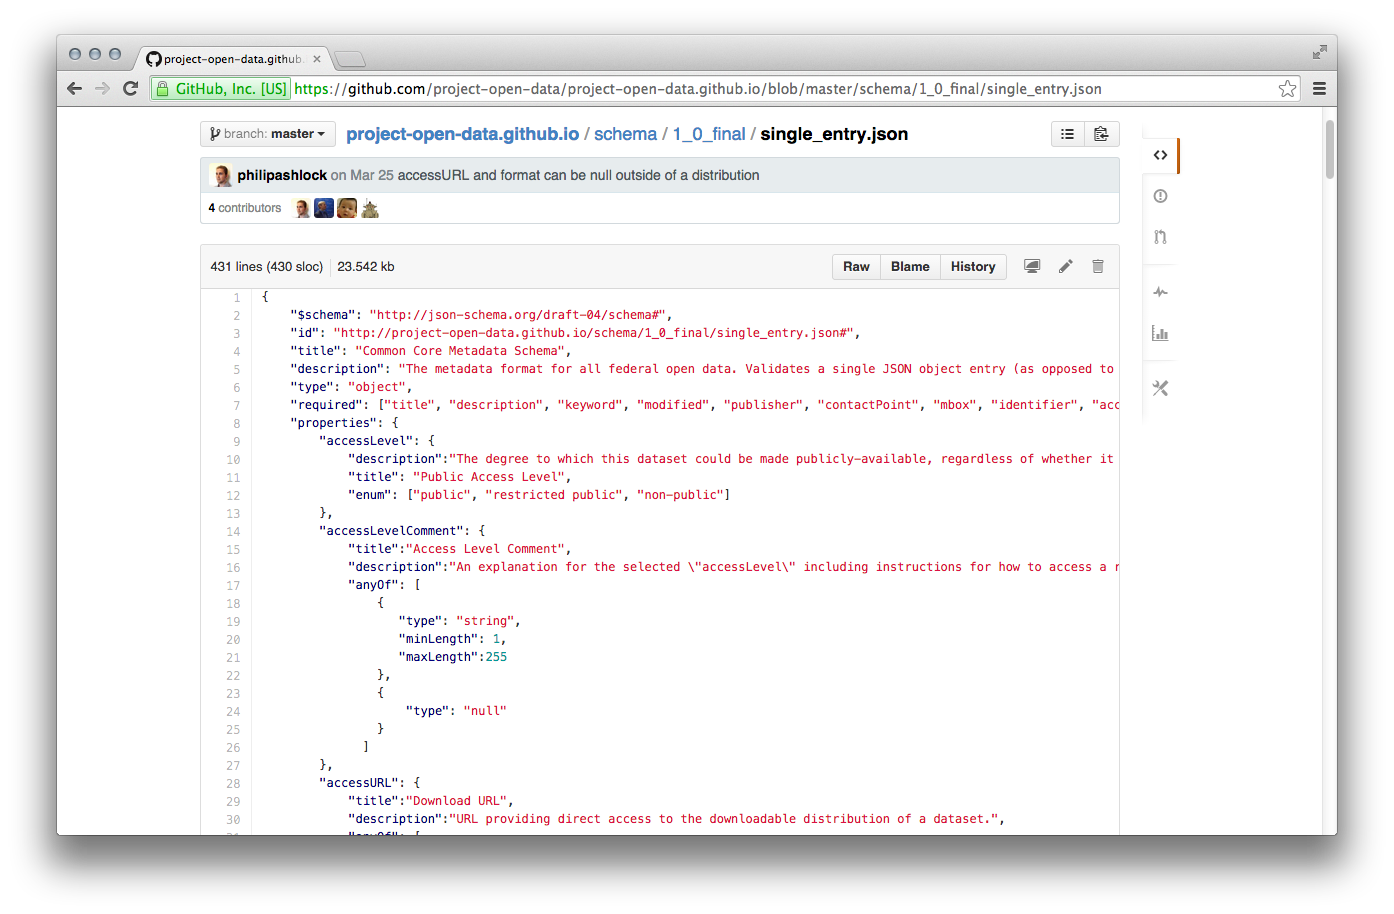 project-open-data.github
GitHub, Inc. [US] https://github.com/project-open-data/project-open-data.github.io/blob/master/schema/1_0_final/single_entry.json
branch: master project-open-data.github.io / schema / 1_0_final / single_entry.json
philipashlock on Mar 25 accessURL and format can be null outside of a distribution
4 contributors
431 lines (430 sloc) 23.542 kb Raw Blame History
1 {
2 "$schema": "http://json-schema.org/draft-04/schema#",
3 "id": "http://project-open-data.github.io/schema/1_0_final/single_entry.json#",
4 "title": "Common Core Metadata Schema",
5 "description": "The metadata format for all federal open data. Validates a single JSON object entry (as opposed to
6 "type": "object",
7 "required": ["title", "description", "keyword", "modified", "publisher", "contactPoint", "mbox", "identifier", "acc
8 "properties": {
9 "accessLevel": {
10 "description":"The degree to which this dataset could be made publicly-available, regardless of whether it
11 "title": "Public Access Level",
12 "enum": ["public", "restricted public", "non-public"]
13 },
14 "accessLevelComment": {
15 "title":"Access Level Comment",
16 "description":"An explanation for the selected \"accessLevel\" including instructions for how to access a r
17 "anyOf": [
18 {
19 "type": "string",
20 "minLength": 1,
21 "maxLength":255
22 },
23 {
24 "type": "null"
25 }
26 ]
27 },
28 "accessURL": {
29 "title":"Download URL",
30 "description":"URL providing direct access to the downloadable distribution of a dataset.",
31 "anyOf": [